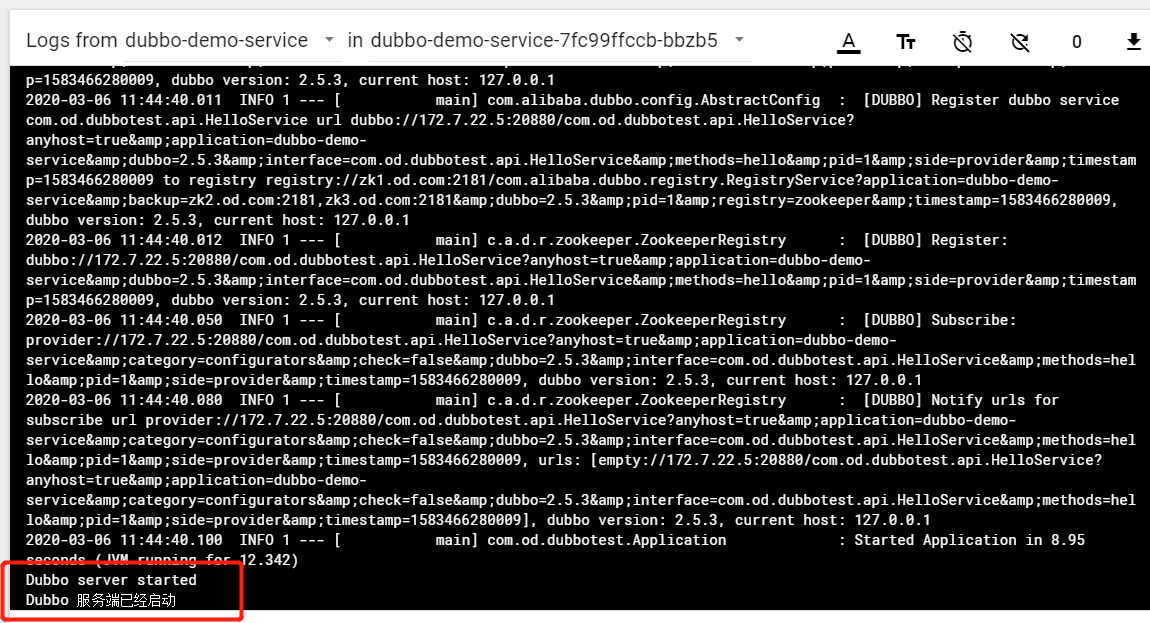 Logs from dubbo-demo-service in dubbo-demo-service-7fc99ffccb-bbzb5 A Tт 0
p=1583466280009, dubbo version: 2.5.3, current host: 127.0.0.1
2020-03-06 11:44:40.011  INFO 1 --- [           main] com.alibaba.dubbo.config.AbstractConfig  :  [DUBBO] Register dubbo service
com.od.dubbotest.api.HelloService url dubbo://172.7.22.5:20880/com.od.dubbotest.api.HelloService?
anyhost=true&amp;application=dubbo-demo-
service&amp;dubbo=2.5.3&amp;interface=com.od.dubbotest.api.HelloService&amp;methods=hello&amp;pid=1&amp;side=provider&amp;timestam
p=1583466280009 to registry registry://zk1.od.com:2181/com.alibaba.dubbo.registry.RegistryService?application=dubbo-demo-
service&amp;backup=zk2.od.com:2181,zk3.od.com:2181&amp;dubbo=2.5.3&amp;pid=1&amp;registry=zookeeper&amp;timestamp=1583466280009,
dubbo version: 2.5.3, current host: 127.0.0.1
2020-03-06 11:44:40.012  INFO 1 --- [           main] c.a.d.r.zookeeper.ZookeeperRegistry      :  [DUBBO] Register:
dubbo://172.7.22.5:20880/com.od.dubbotest.api.HelloService?anyhost=true&amp;application=dubbo-demo-
service&amp;dubbo=2.5.3&amp;interface=com.od.dubbotest.api.HelloService&amp;methods=hello&amp;pid=1&amp;side=provider&amp;timestam
p=1583466280009, dubbo version: 2.5.3, current host: 127.0.0.1
2020-03-06 11:44:40.050  INFO 1 --- [           main] c.a.d.r.zookeeper.ZookeeperRegistry      :  [DUBBO] Subscribe:
provider://172.7.22.5:20880/com.od.dubbotest.api.HelloService?anyhost=true&amp;application=dubbo-demo-
service&amp;category=configurators&amp;check=false&amp;dubbo=2.5.3&amp;interface=com.od.dubbotest.api.HelloService&amp;methods=hel
lo&amp;pid=1&amp;side=provider&amp;timestamp=1583466280009, dubbo version: 2.5.3, current host: 127.0.0.1
2020-03-06 11:44:40.080  INFO 1 --- [           main] c.a.d.r.zookeeper.ZookeeperRegistry      :  [DUBBO] Notify urls for
subscribe url provider://172.7.22.5:20880/com.od.dubbotest.api.HelloService?anyhost=true&amp;application=dubbo-demo-
service&amp;category=configurators&amp;check=false&amp;dubbo=2.5.3&amp;interface=com.od.dubbotest.api.HelloService&amp;methods=hel
lo&amp;pid=1&amp;side=provider&amp;timestamp=1583466280009, urls: [empty://172.7.22.5:20880/com.od.dubbotest.api.HelloService?
anyhost=true&amp;application=dubbo-demo-
service&amp;category=configurators&amp;check=false&amp;dubbo=2.5.3&amp;interface=com.od.dubbotest.api.HelloService&amp;methods=hel
lo&amp;pid=1&amp;side=provider&amp;timestamp=1583466280009], dubbo version: 2.5.3, current host: 127.0.0.1
2020-03-06 11:44:40.100  INFO 1 --- [           main] com.od.dubbotest.Application             : Started Application in 8.95
seconds (JVM running for 12.342)
Dubbo server started
Dubbo 服务端已经启动